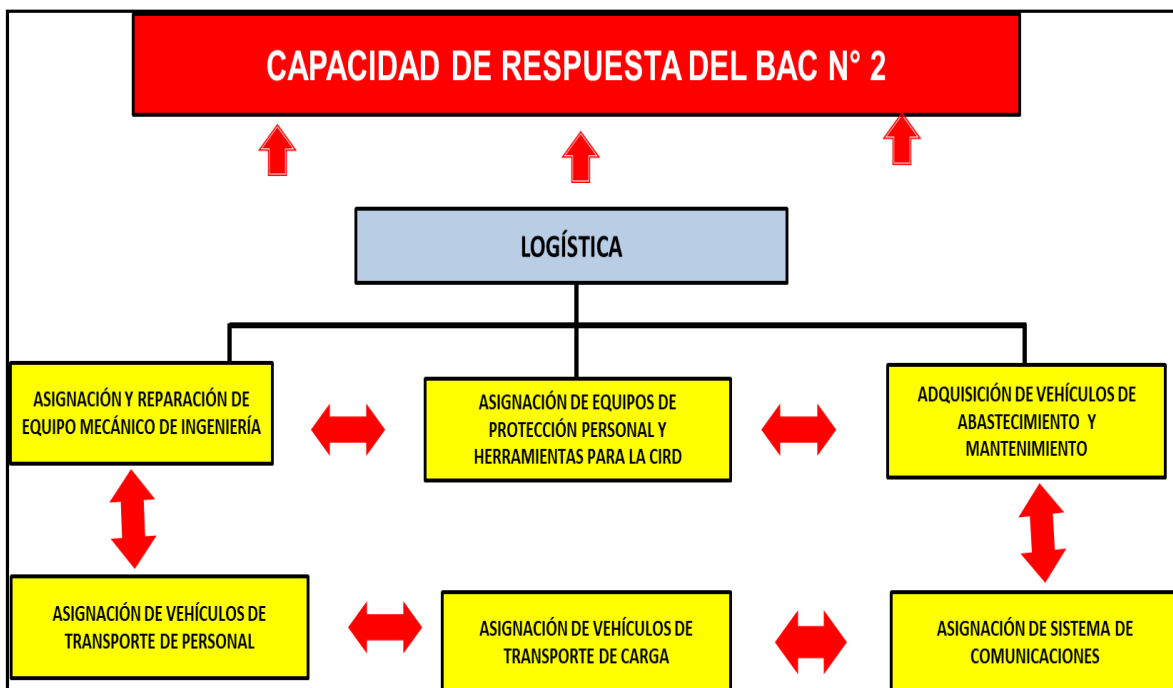 CAPACIDAD DE RESPUESTA DEL BAC N° 2
LOGÍSTICA
ASIGNACIÓN Y REPARACIÓN DE
EQUIPO MECÁNICO DE INGENIERÍA
ASIGNACIÓN DE EQUIPOS DE
PROTECCIÓN PERSONAL Y
HERRAMIENTAS PARA LA CIRD
ADQUISICIÓN DE VEHÍCULOS DE
ABASTECIMIENTO Y
MANTENIMIENTO
ASIGNACIÓN DE VEHÍCULOS DE
TRANSPORTE DE PERSONAL
ASIGNACIÓN DE VEHÍCULOS DE
TRANSPORTE DE CARGA
ASIGNACIÓN DE SISTEMA DE
COMUNICACIONES